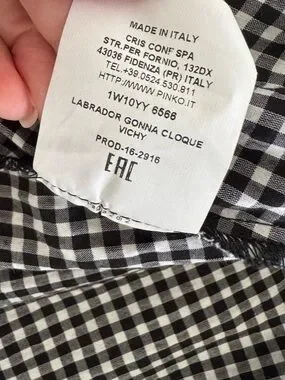 MADE IN ITALY
CRIS CONF SPA
STR.PER FORNIO, 132DX
43036 FIDENZA (PR) ITALY
TEL.+39.0524.530.811
HTTP://WWW.PINKO.IT
1W10YY 6566
LABRADOR GONNA CLOQUE
VICHY
PROD-16-2916
EAC